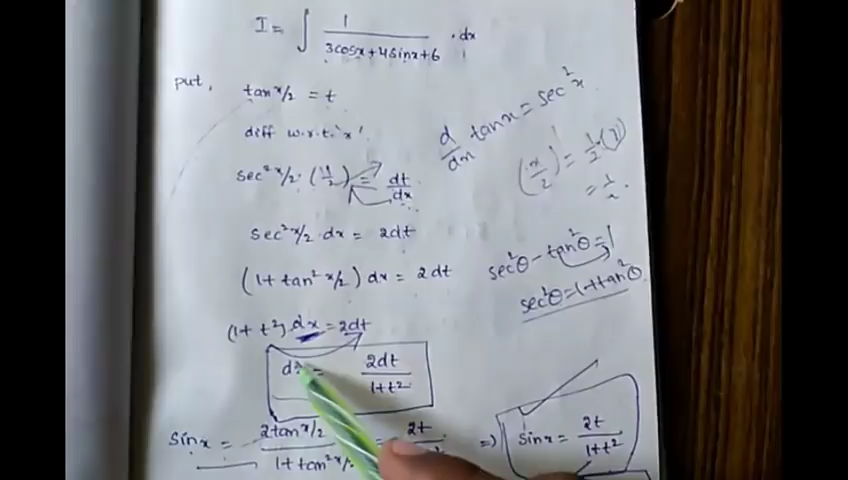 I = ∫ 1/(3cosx+4sinx+6) .dx
put, tan x/2 = t
diff w.r.t. 'x'
d/dx tanx = sec²x
sec² x/2 · (1/2) = dt/dx
(x/2)' = 1/2·(1)
= 1/2.
sec² x/2 · dx = 2dt
sec²θ - tan²θ = 1
(1 + tan² x/2) dx = 2dt
sec²θ = 1 + tan²θ
(1 + t²) dx = 2dt
= 2dt/(1+t²)
Sinx = 2tan x/2 / 1 + tan² x/ = 2t => Sinx = 2t/(1+t²)